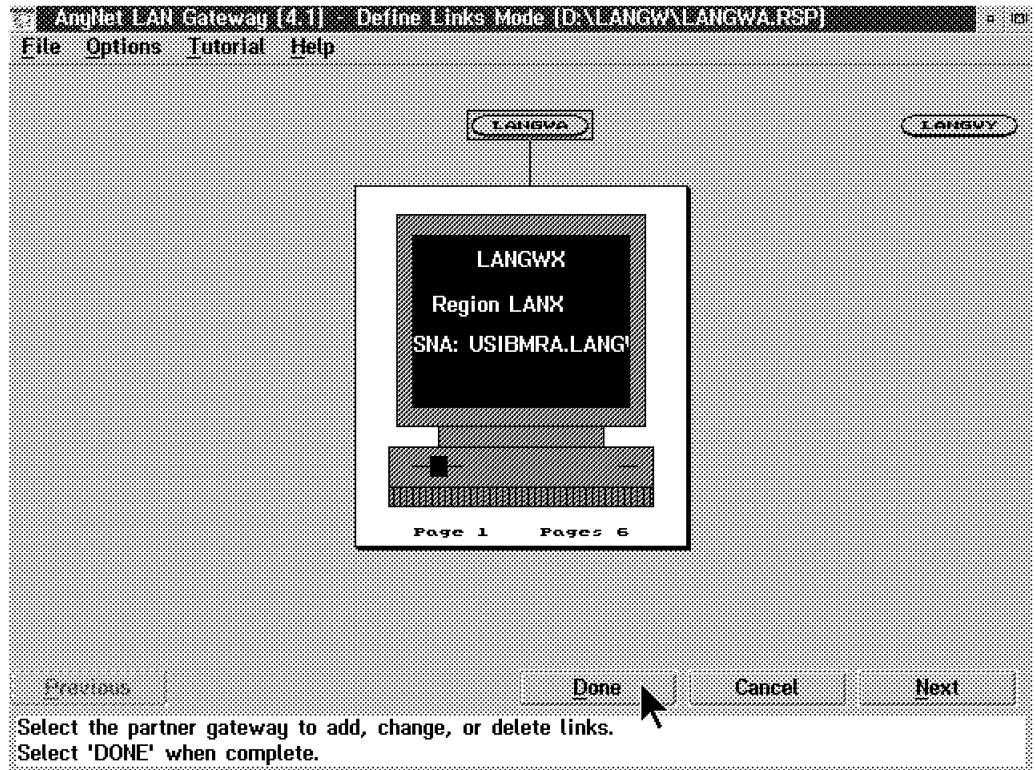 AnyNet LAN Gateway [4.1] - Define Links Mode [D:\LANGW\LANGWA.RSP]
File Options Tutorial Help
LANGWA
LANGWY
LANGWX
Region LANX
SNA: USIBMRA.LANG
Page 1 Pages 6
Previous Done Cancel Next
Select the partner gateway to add, change, or delete links.
Select 'DONE' when complete.